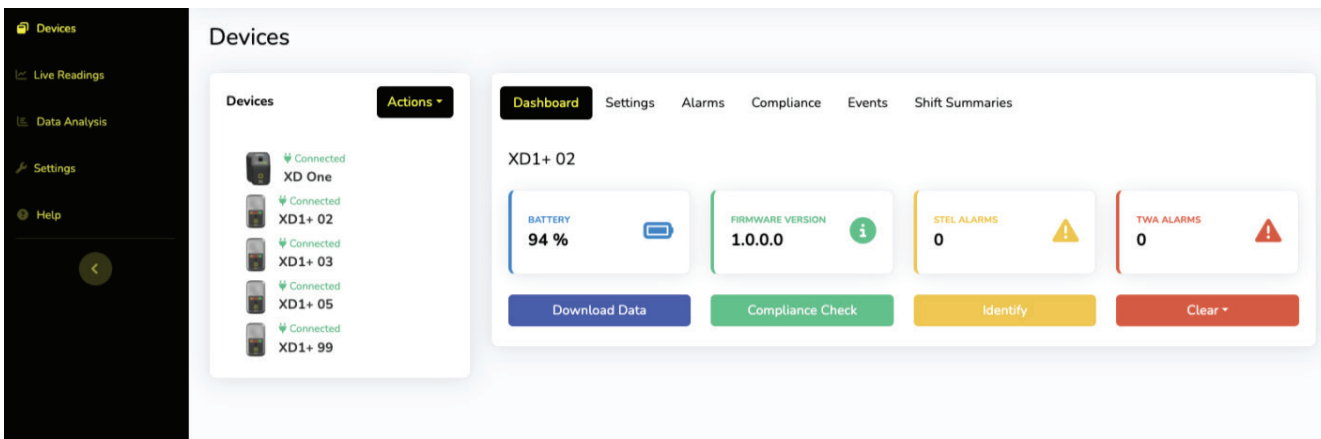 Devices
Live Readings
Data Analysis
Settings
Help
Devices
Devices
Actions
Connected
XD One
Connected
XD1+ 02
Connected
XD1+ 03
Connected
XD1+ 05
Connected
XD1+ 99
Dashboard Settings Alarms Compliance Events Shift Summaries
XD1+ 02
BATTERY
94 %
FIRMWARE VERSION
1.0.0.0
STEL ALARMS
0
TWA ALARMS
0
Download Data
Compliance Check
Identify
Clear